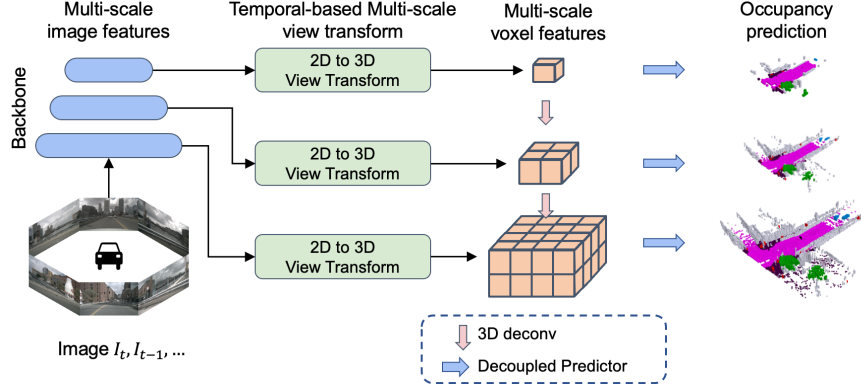 Multi-scale
image features
Temporal-based Multi-scale
view transform
Multi-scale
voxel features
Occupancy
prediction
Backbone
2D to 3D
View Transform
2D to 3D
View Transform
2D to 3D
View Transform
Image I_t, I_{t−1}, ...
3D deconv
Decoupled Predictor